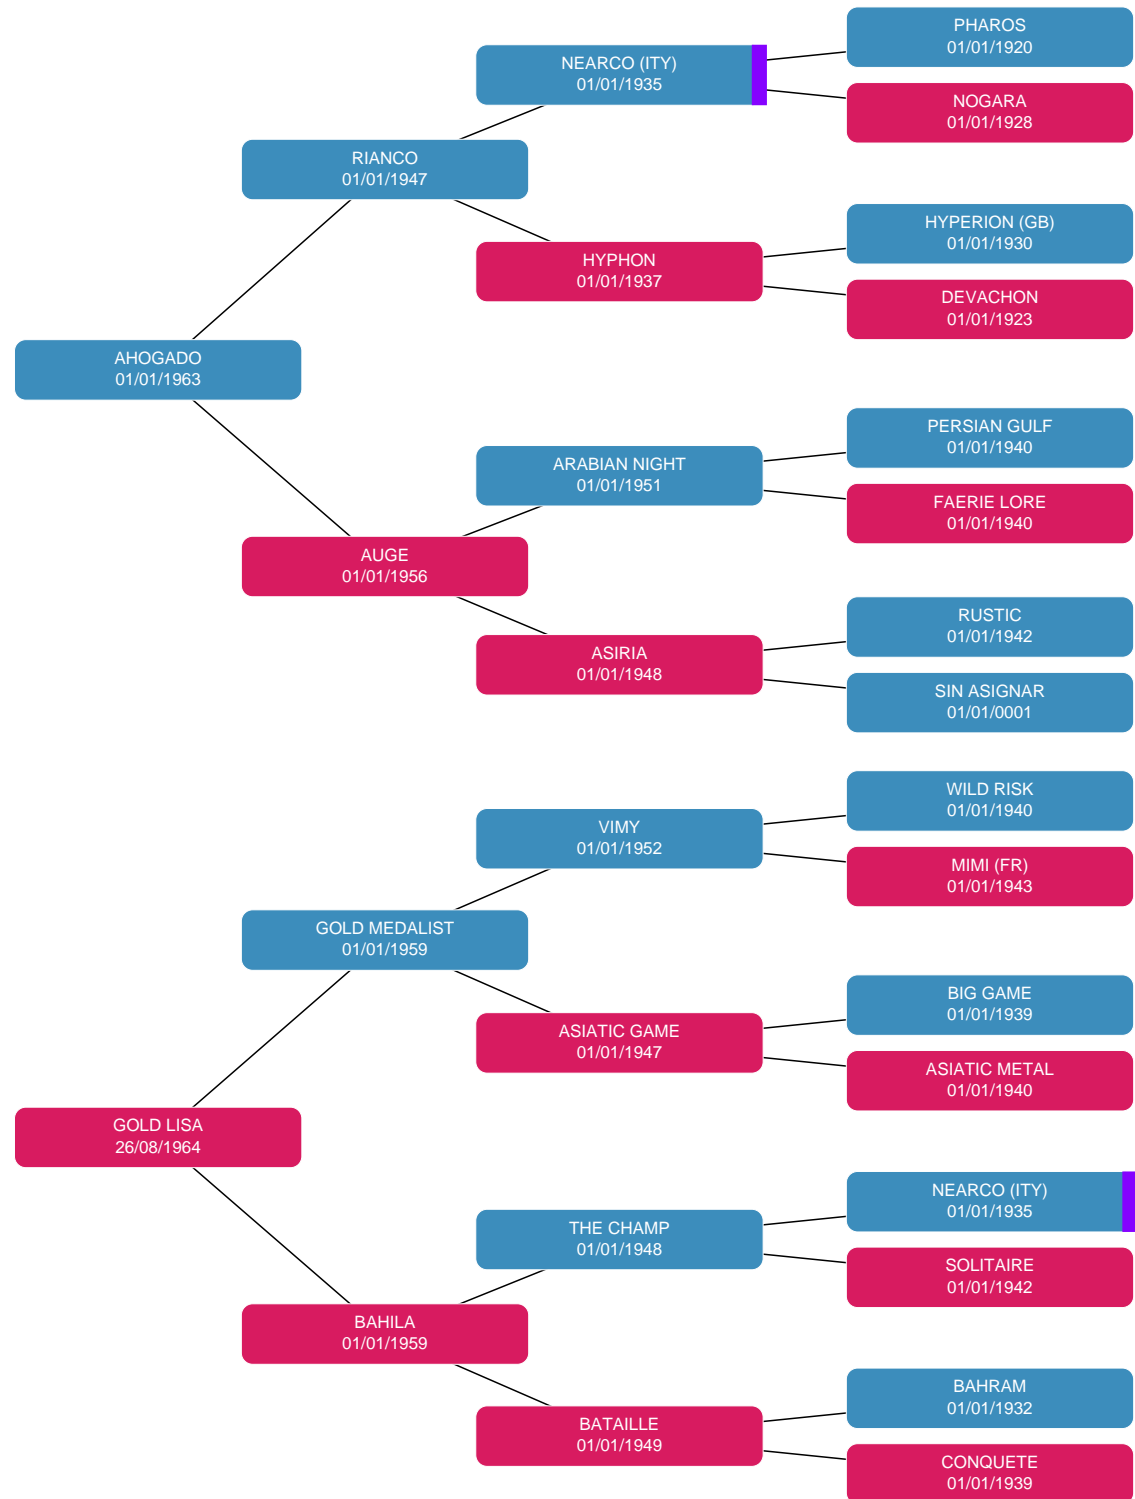 PHAROS
01/01/1920
NEARCO (ITY)
01/01/1935
NOGARA
01/01/1928
RIANCO
01/01/1947
HYPERION (GB)
01/01/1930
HYPHON
01/01/1937
DEVACHON
01/01/1923
AHOGADO
01/01/1963
PERSIAN GULF
01/01/1940
ARABIAN NIGHT
01/01/1951
FAERIE LORE
01/01/1940
AUGE
01/01/1956
RUSTIC
01/01/1942
ASIRIA
01/01/1948
SIN ASIGNAR
01/01/0001
WILD RISK
01/01/1940
VIMY
01/01/1952
MIMI (FR)
01/01/1943
GOLD MEDALIST
01/01/1959
BIG GAME
01/01/1939
ASIATIC GAME
01/01/1947
ASIATIC METAL
01/01/1940
GOLD LISA
26/08/1964
NEARCO (ITY)
01/01/1935
THE CHAMP
01/01/1948
SOLITAIRE
01/01/1942
BAHILA
01/01/1959
BAHRAM
01/01/1932
BATAILLE
01/01/1949
CONQUETE
01/01/1939